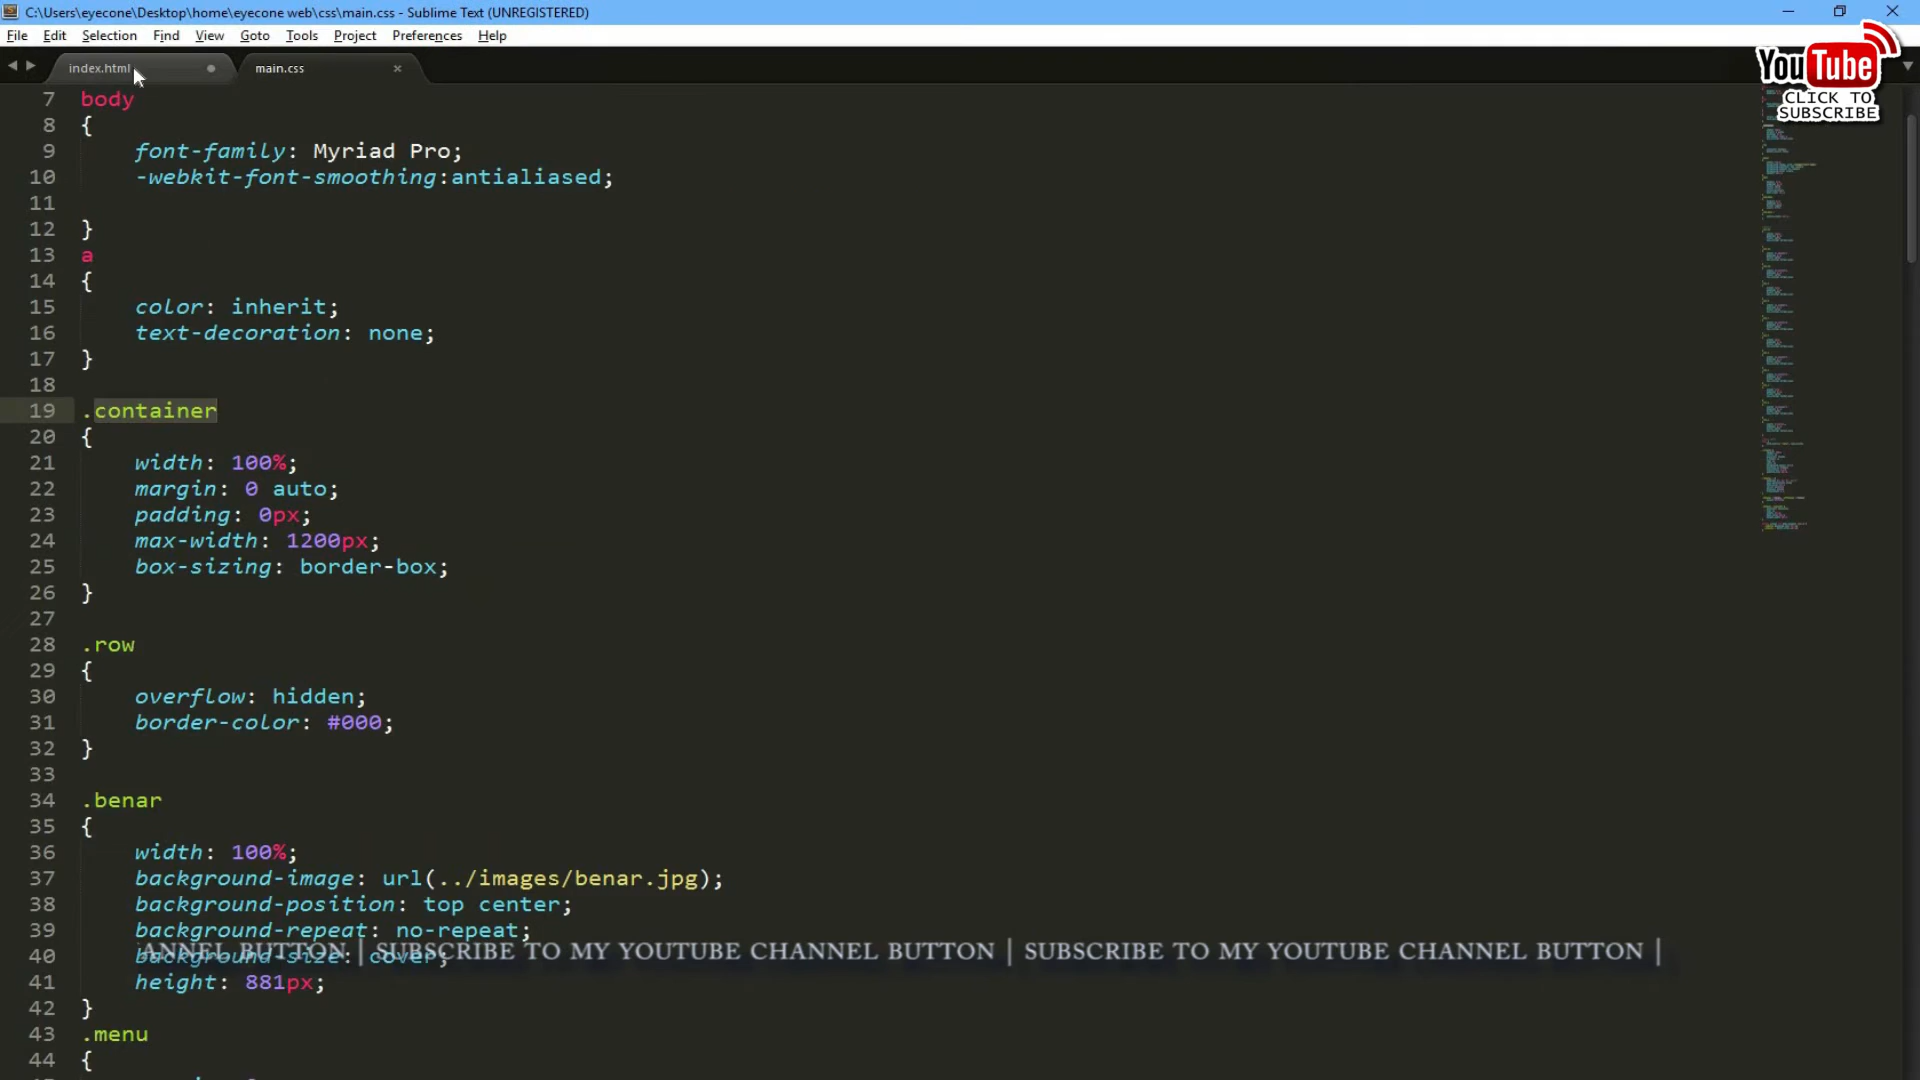 C:\Users\eyecone\Desktop\home\eyecone web\css\main.css - Sublime Text (UNREGISTERED)
File Edit Selection Find View Goto Tools Project Preferences Help
index.html main.css
YouTube
CLICK TO
SUBSCRIBE
7 body
8 {
9 font-family: Myriad Pro;
10 -webkit-font-smoothing:antialiased;
11
12 }
13 a
14 {
15 color: inherit;
16 text-decoration: none;
17 }
18
19 .container
20 {
21 width: 100%;
22 margin: 0 auto;
23 padding: 0px;
24 max-width: 1200px;
25 box-sizing: border-box;
26 }
27
28 .row
29 {
30 overflow: hidden;
31 border-color: #000;
32 }
33
34 .benar
35 {
36 width: 100%;
37 background-image: url(../images/benar.jpg);
38 background-position: top center;
39 background-repeat: no-repeat;
ANNEL BUTTON | SUBSCRIBE TO MY YOUTUBE CHANNEL BUTTON | SUBSCRIBE TO MY YOUTUBE CHANNEL BUTTON |
40 background-size: cover;
41 height: 881px;
42 }
43 .menu
44 {